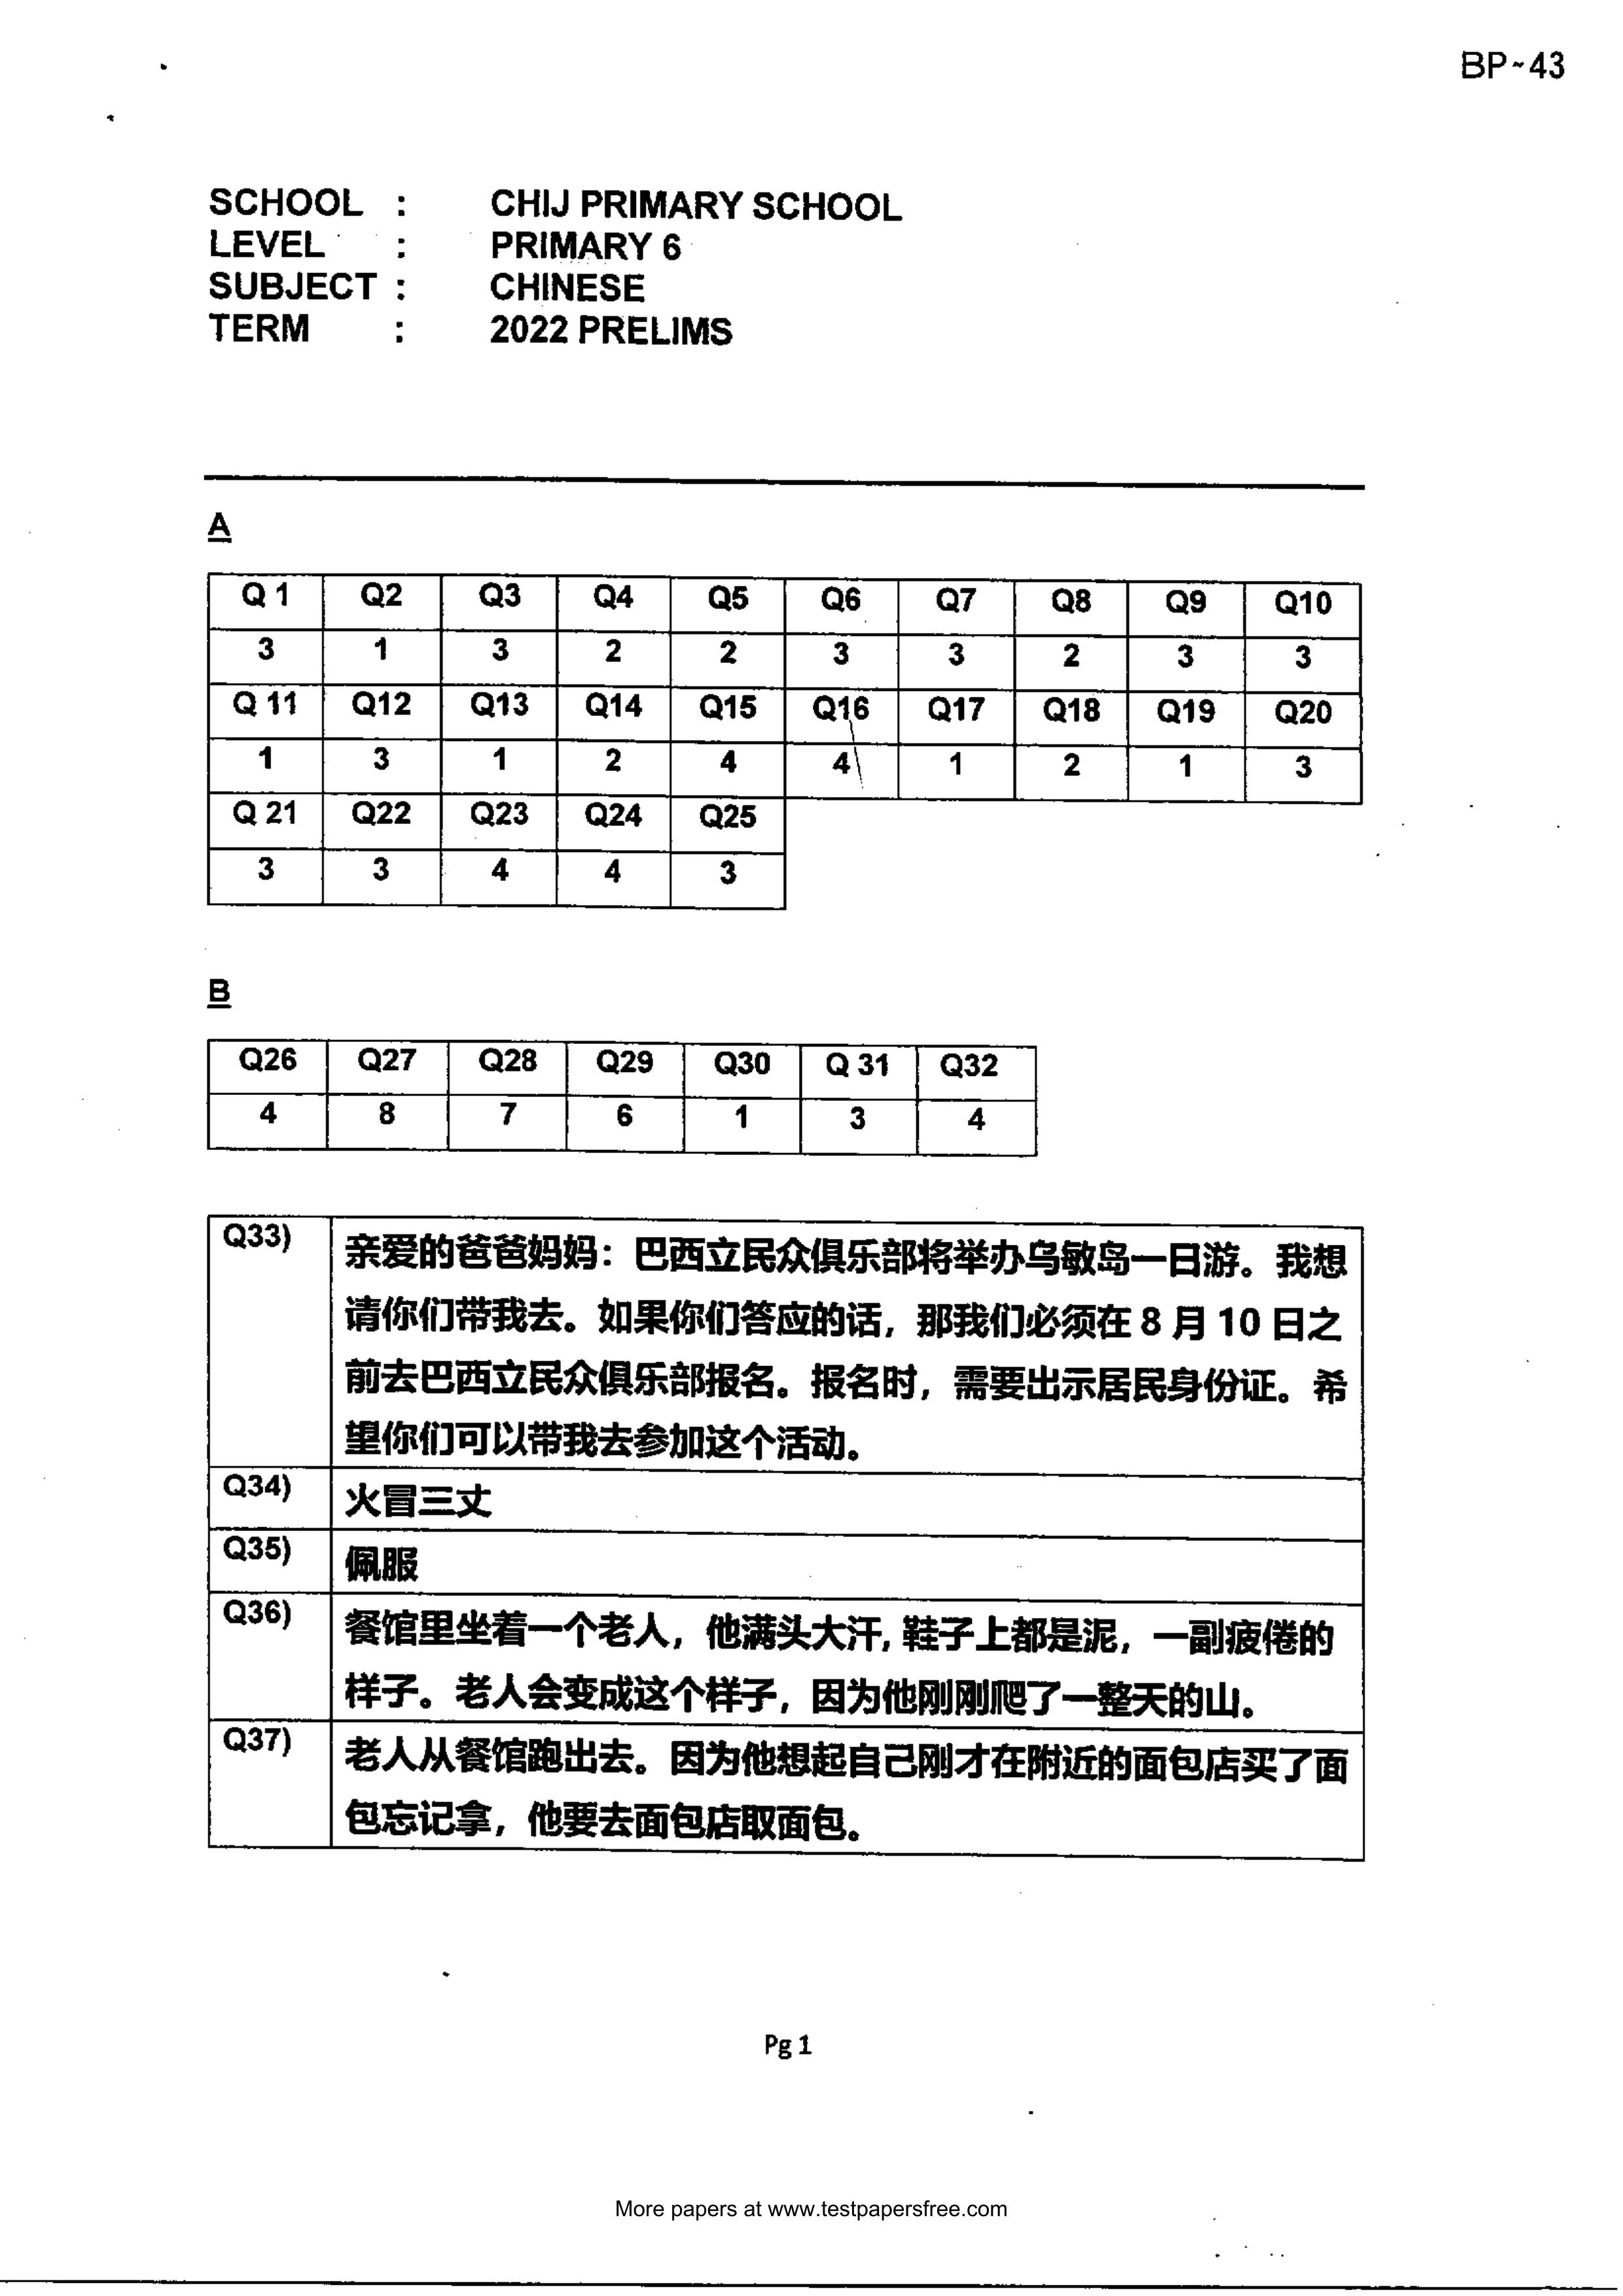 BP~43
SCHOOL : CHIJ PRIMARY SCHOOL
LEVEL : PRIMARY 6
SUBJECT : CHINESE
TERM : 2022 PRELIMS
A
Q 1 Q2 Q3 Q4 Q5 Q6 Q7 Q8 Q9 Q10
3 1 3 2 2 3 3 2 3 3
Q 11 Q12 Q13 Q14 Q15 Q16 Q17 Q18 Q19 Q20
1 3 1 2 4 4 1 2 1 3
Q 21 Q22 Q23 Q24 Q25
3 3 4 4 3
B
Q26 Q27 Q28 Q29 Q30 Q 31 Q32
4 8 7 6 1 3 4
Q33) 亲爱的爸爸妈妈：巴西立民众俱乐部将举办乌敏岛一日游。我想
请你们带我去。如果你们答应的话，那我们必须在 8 月 10 日之
前去巴西立民众俱乐部报名。报名时，需要出示居民身份证。希
望你们可以带我去参加这个活动。
Q34) 火冒三丈
Q35) 佩服
Q36) 餐馆里坐着一个老人，他满头大汗, 鞋子上都是泥，一副疲倦的
样子。老人会变成这个样子，因为他刚刚爬了一整天的山。
Q37) 老人从餐馆跑出去。因为他想起自己刚才在附近的面包店买了面
包忘记拿，他要去面包店取面包。
Pg 1
More papers at www.testpapersfree.com